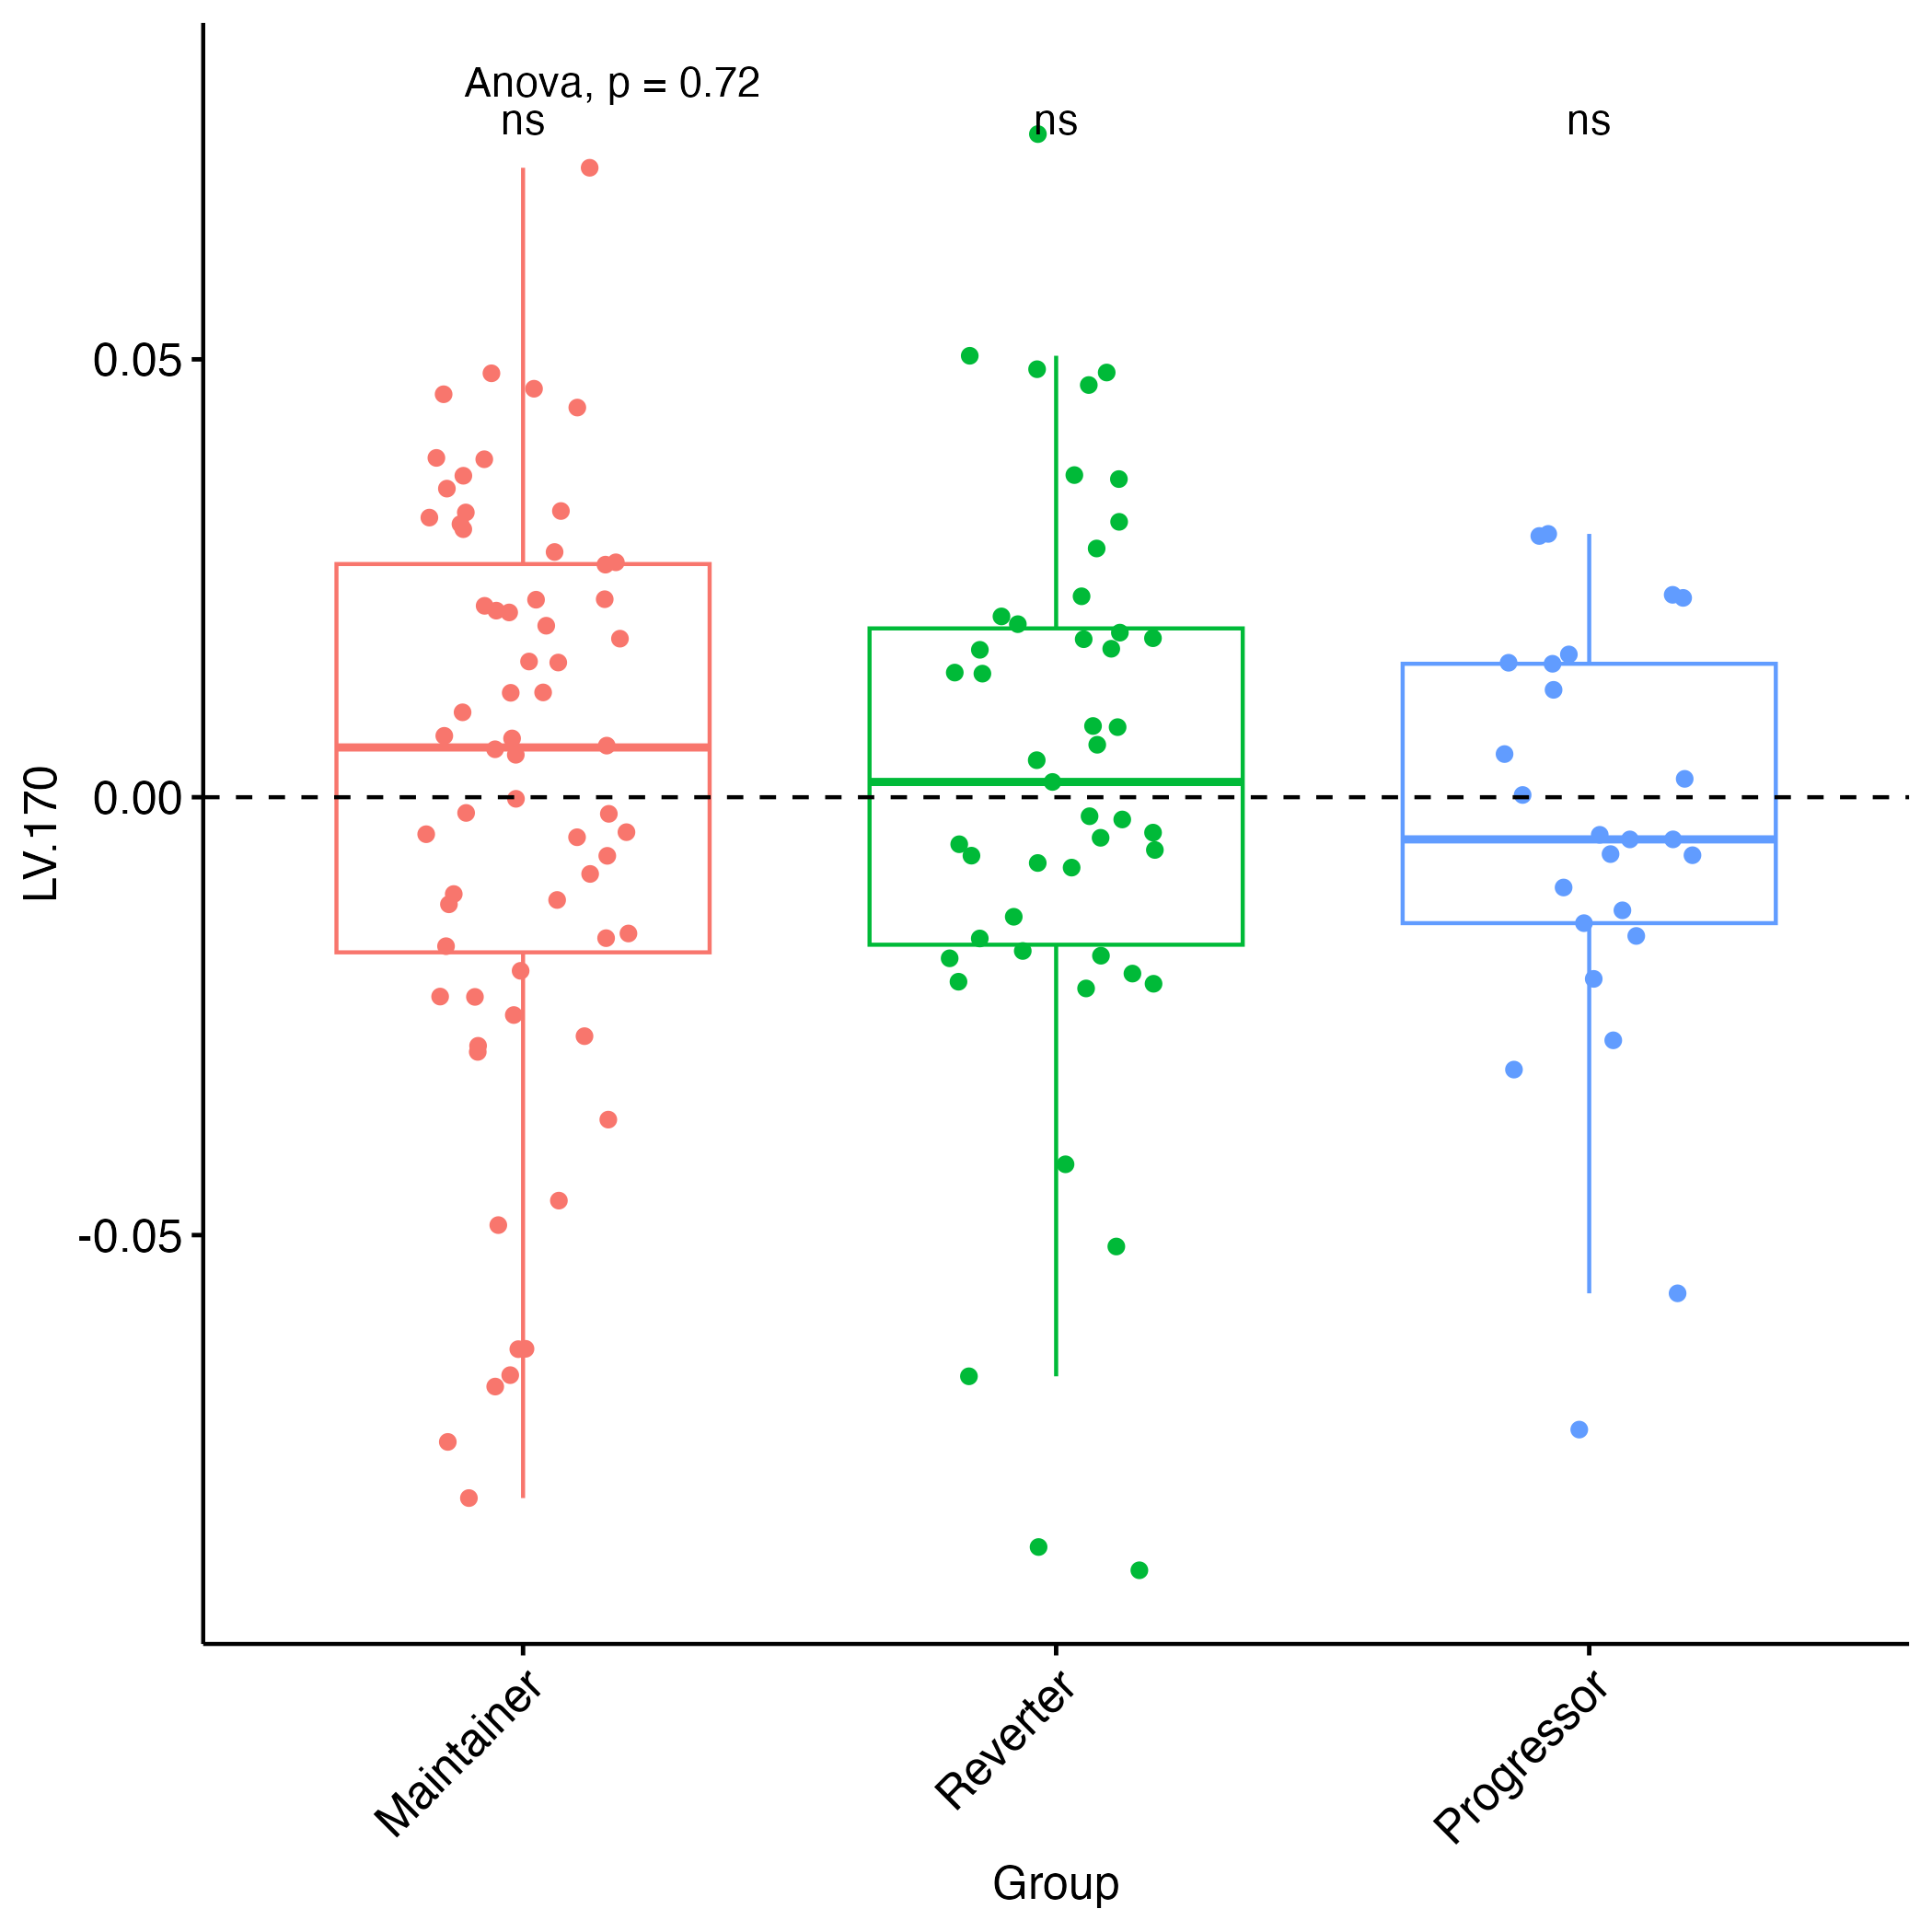 Anova, p = 0.72
ns
ns
ns
0.05
0.00
-0.05
LV.170
Maintainer
Reverter
Progressor
Group